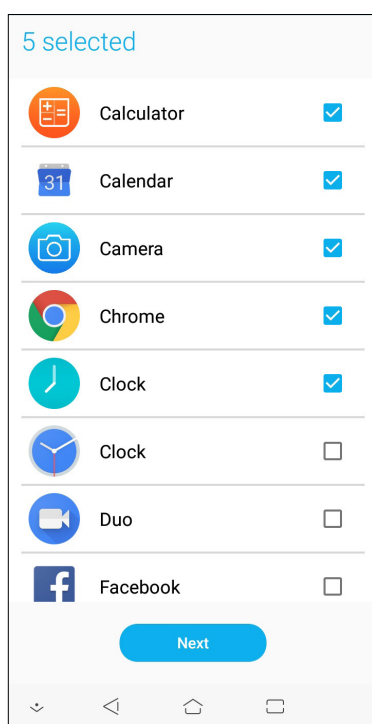 5 selected
Calculator
31
Calendar
Camera
Chrome
Clock
Clock
Duo
Facebook
Next